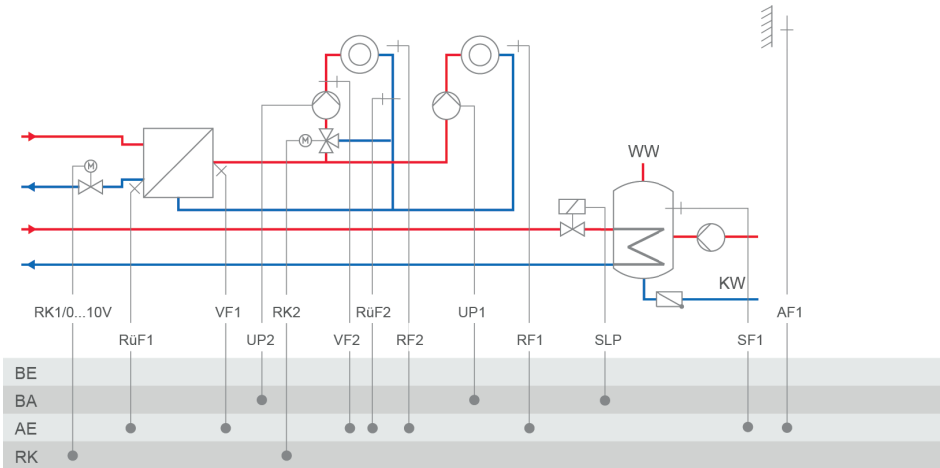 M
M
WW
KW
RK1/0...10V VF1 RK2 RüF2 UP1 AF1
RüF1 UP2 VF2 RF2 RF1 SLP SF1
BE
BA
AE
RK